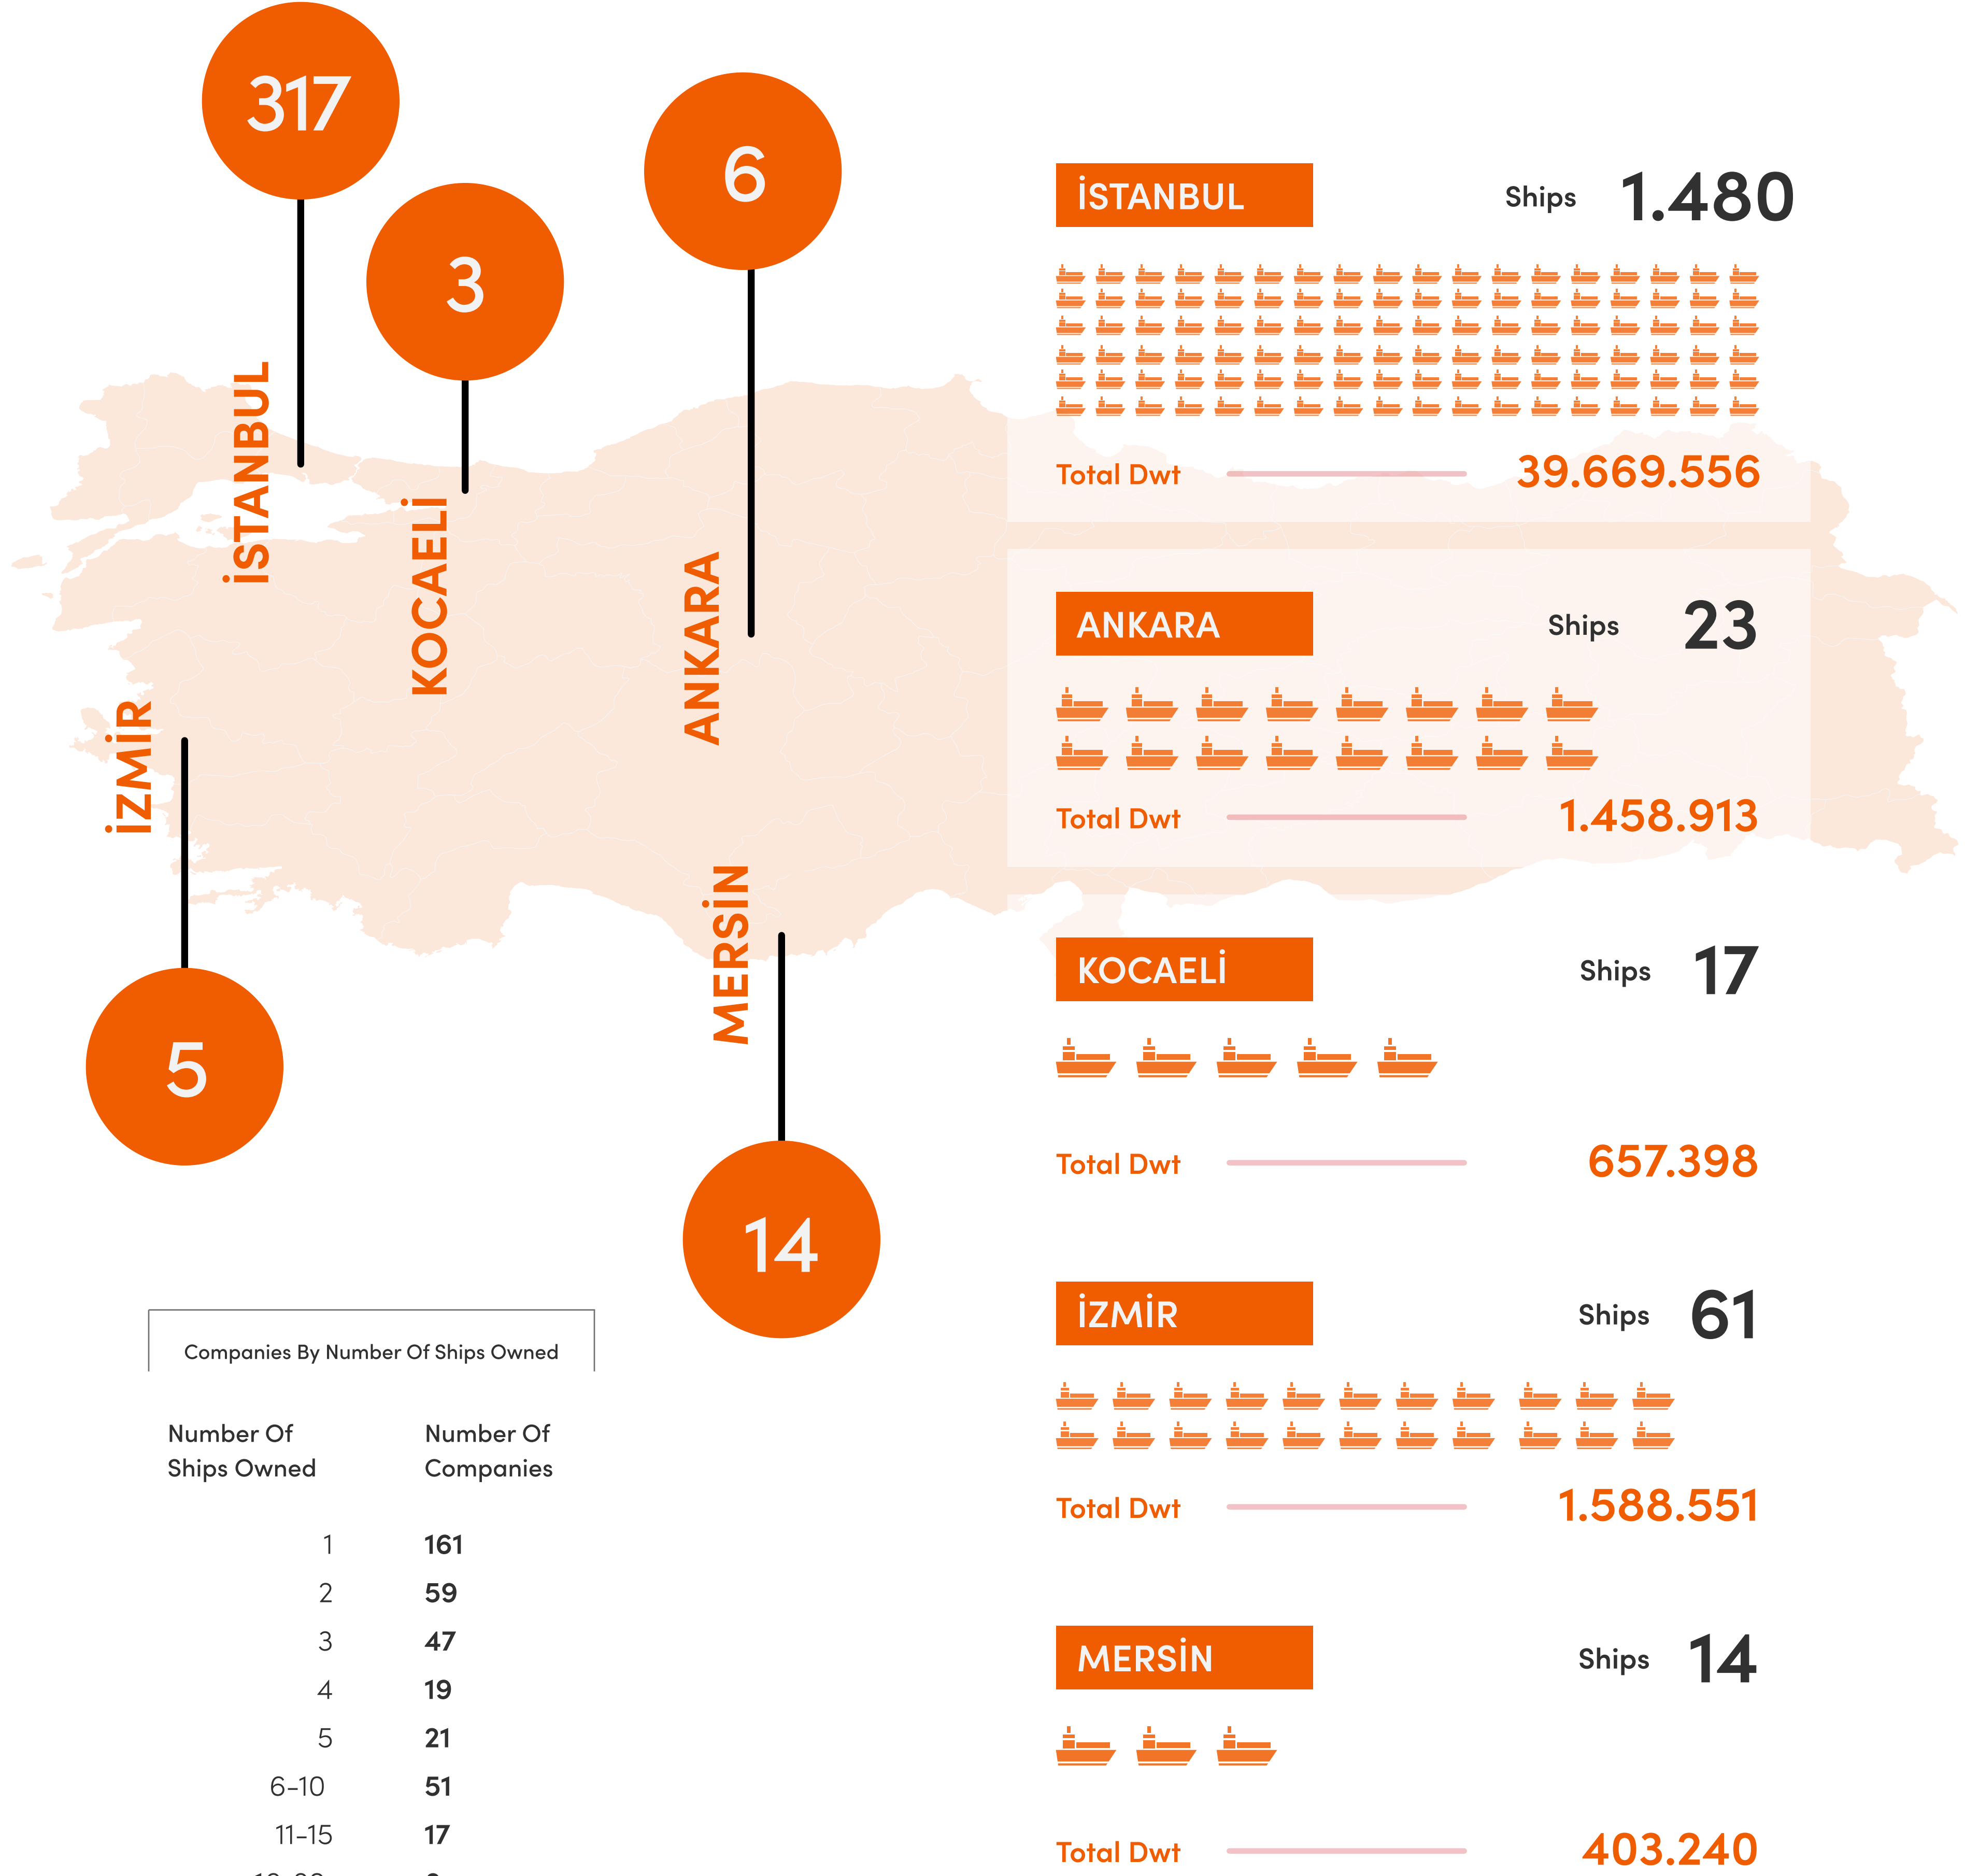 317
3
6
İSTANBUL
KOCAELİ
ANKARA
İZMİR
MERSİN
5
14
İSTANBUL
Ships 1.480
Total Dwt 39.669.556
ANKARA
Ships 23
Total Dwt 1.458.913
KOCAELİ
Ships 17
Total Dwt 657.398
İZMİR
Ships 61
Total Dwt 1.588.551
MERSİN
Ships 14
Total Dwt 403.240
Companies By Number Of Ships Owned
Number Of Ships Owned
Number Of Companies
1 161
2 59
3 47
4 19
5 21
6-10 51
11-15 17